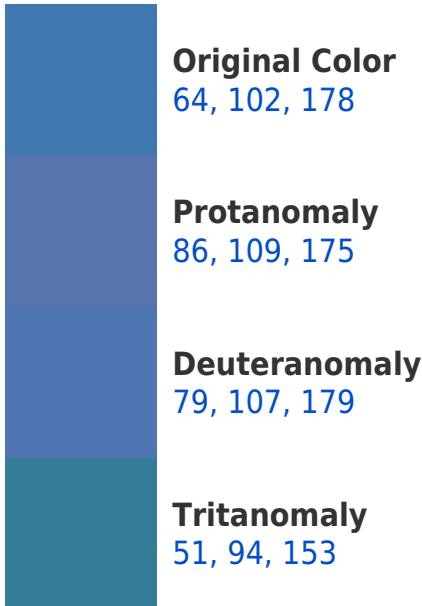 Original Color
64, 102, 178
Protanomaly
86, 109, 175
Deuteranomaly
79, 107, 179
Tritanomaly
51, 94, 153